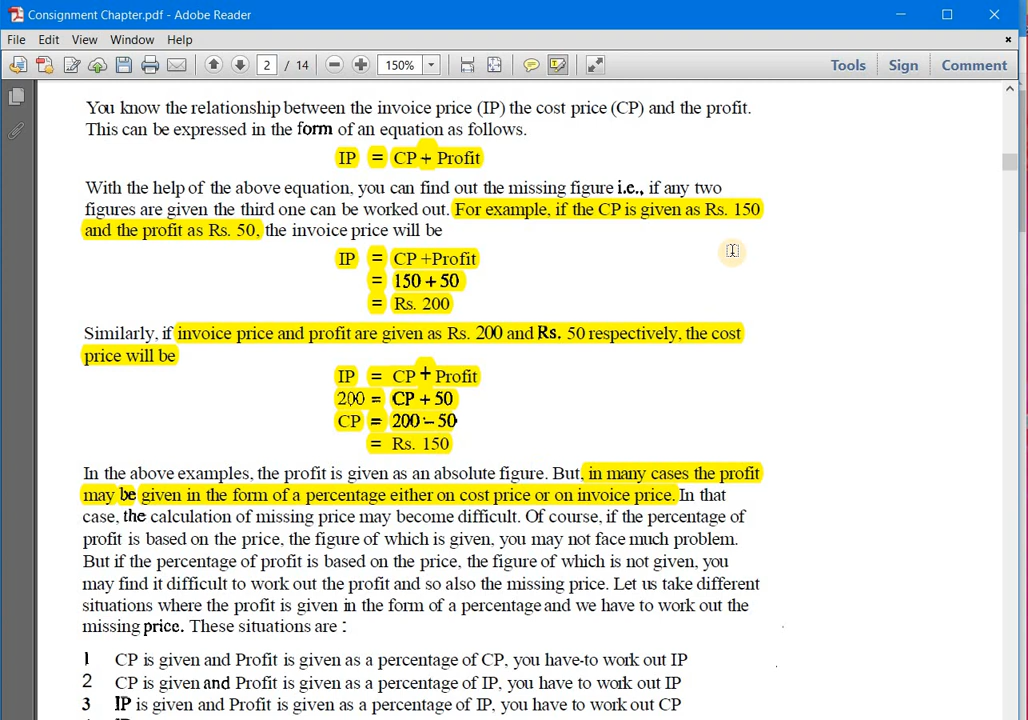 Consignment Chapter.pdf - Adobe Reader
File Edit View Window Help
2 / 14 150% Tools Sign Comment
You know the relationship between the invoice price (IP) the cost price (CP) and the profit.
This can be expressed in the form of an equation as follows.
IP = CP + Profit
With the help of the above equation, you can find out the missing figure i.e., if any two
figures are given the third one can be worked out. For example, if the CP is given as Rs. 150
and the profit as Rs. 50, the invoice price will be
IP = CP +Profit
= 150 + 50
= Rs. 200
Similarly, if invoice price and profit are given as Rs. 200 and Rs. 50 respectively, the cost
price will be
IP = CP + Profit
200 = CP + 50
CP = 200 - 50
= Rs. 150
In the above examples, the profit is given as an absolute figure. But, in many cases the profit
may be given in the form of a percentage either on cost price or on invoice price. In that
case, the calculation of missing price may become difficult. Of course, if the percentage of
profit is based on the price, the figure of which is given, you may not face much problem.
But if the percentage of profit is based on the price, the figure of which is not given, you
may find it difficult to work out the profit and so also the missing price. Let us take different
situations where the profit is given in the form of a percentage and we have to work out the
missing price. These situations are :
1 CP is given and Profit is given as a percentage of CP, you have-to work out IP
2 CP is given and Profit is given as a percentage of IP, you have to work out IP
3 IP is given and Profit is given as a percentage of IP, you have to work out CP